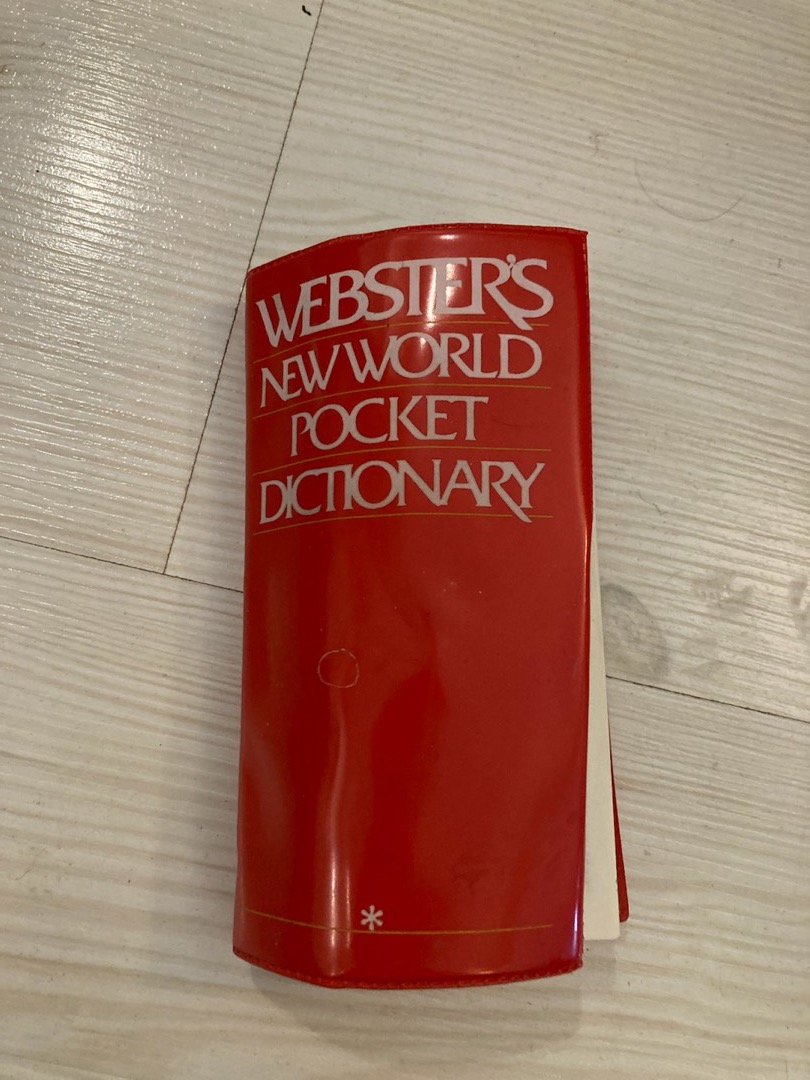 WEBSTER'S
NEW WORLD
POCKET
DICTIONARY
*